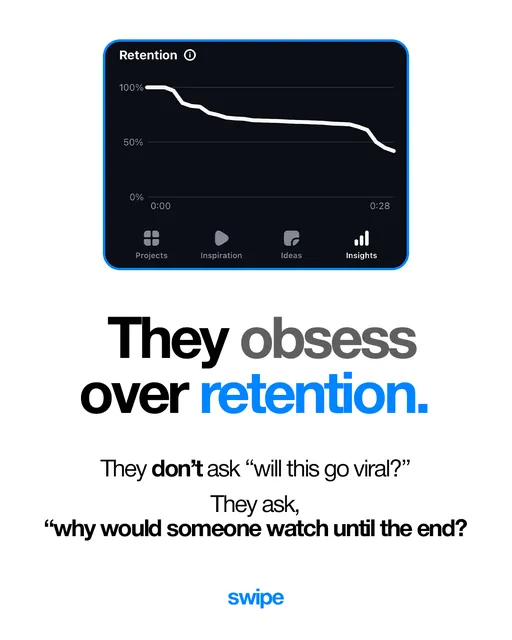 Retention
100%
50%
0%
0:00 0:28
Projects Inspiration Ideas Insights
They obsess
over retention.
They don’t ask “will this go viral?”
They ask,
“why would someone watch until the end?
swipe